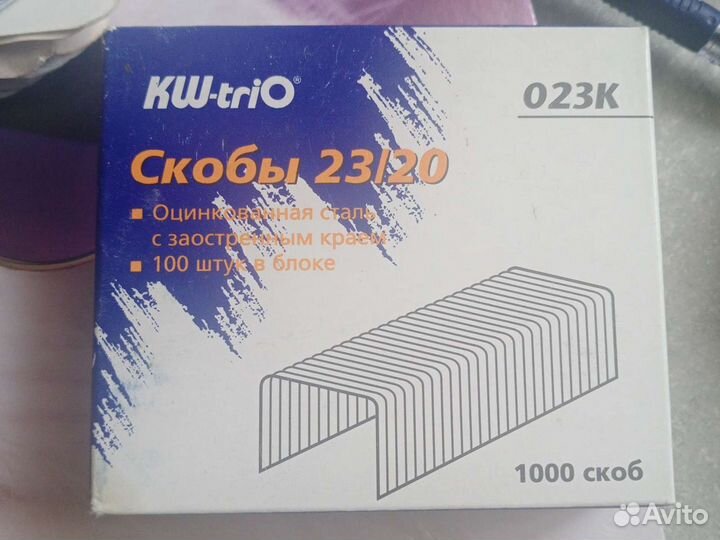 KW-triO®
023K
Скобы 23/20
▪ Оцинкованная сталь
с заостренным краем
▪ 100 штук в блоке
1000 скоб
Avito